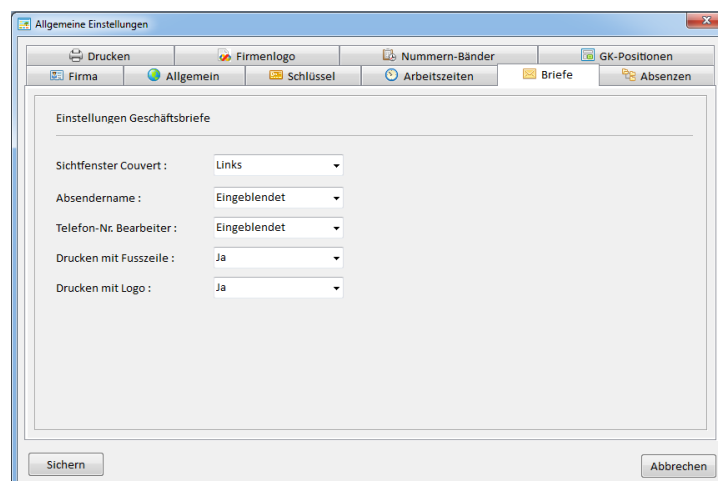 Allgemeine Einstellungen
Drucken Firmenlogo Nummern-Bänder GK-Positionen
Firma Allgemein Schlüssel Arbeitszeiten Briefe Absenzen
Einstellungen Geschäftsbriefe
Sichtfenster Couvert : Links
Absendername : Eingeblendet
Telefon-Nr. Bearbeiter : Eingeblendet
Drucken mit Fusszeile : Ja
Drucken mit Logo : Ja
Sichern Abbrechen